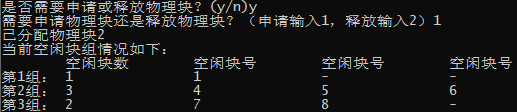 是否需要申请或释放物理块？(y/n)y
需要申请物理块还是释放物理块？（申请输入1，释放输入2）1
已分配物理块2
当前空闲块组情况如下：
空闲块数 空闲块号 空闲块号 空闲块号
第1组： 1 1 - -
第2组： 3 4 5 6
第3组： 2 7 8 -